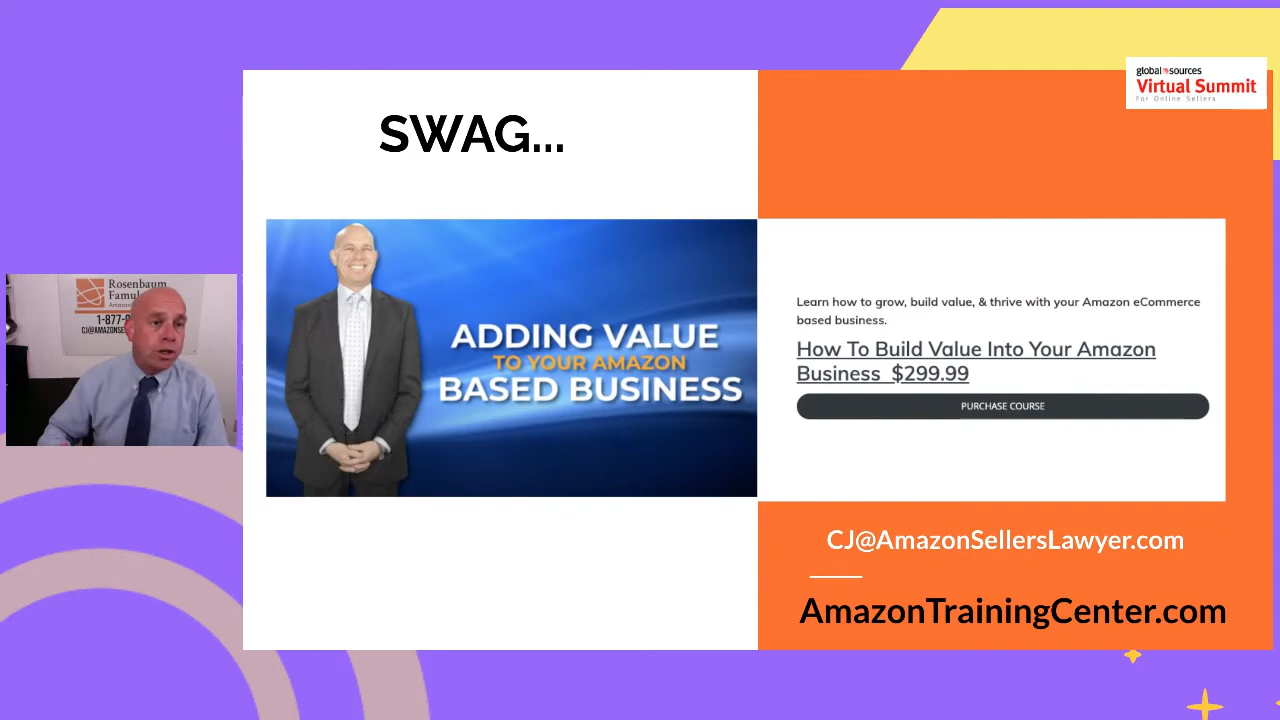 global sources
Virtual Summit
For Online Sellers
SWAG...
Rosenbaum
1-877-
ADDING VALUE
TO YOUR AMAZON
BASED BUSINESS
Learn how to grow, build value, & thrive with your Amazon eCommerce
based business.
How To Build Value Into Your Amazon
Business $299.99
PURCHASE COURSE
CJ@AmazonSellersLawyer.com
AmazonTrainingCenter.com